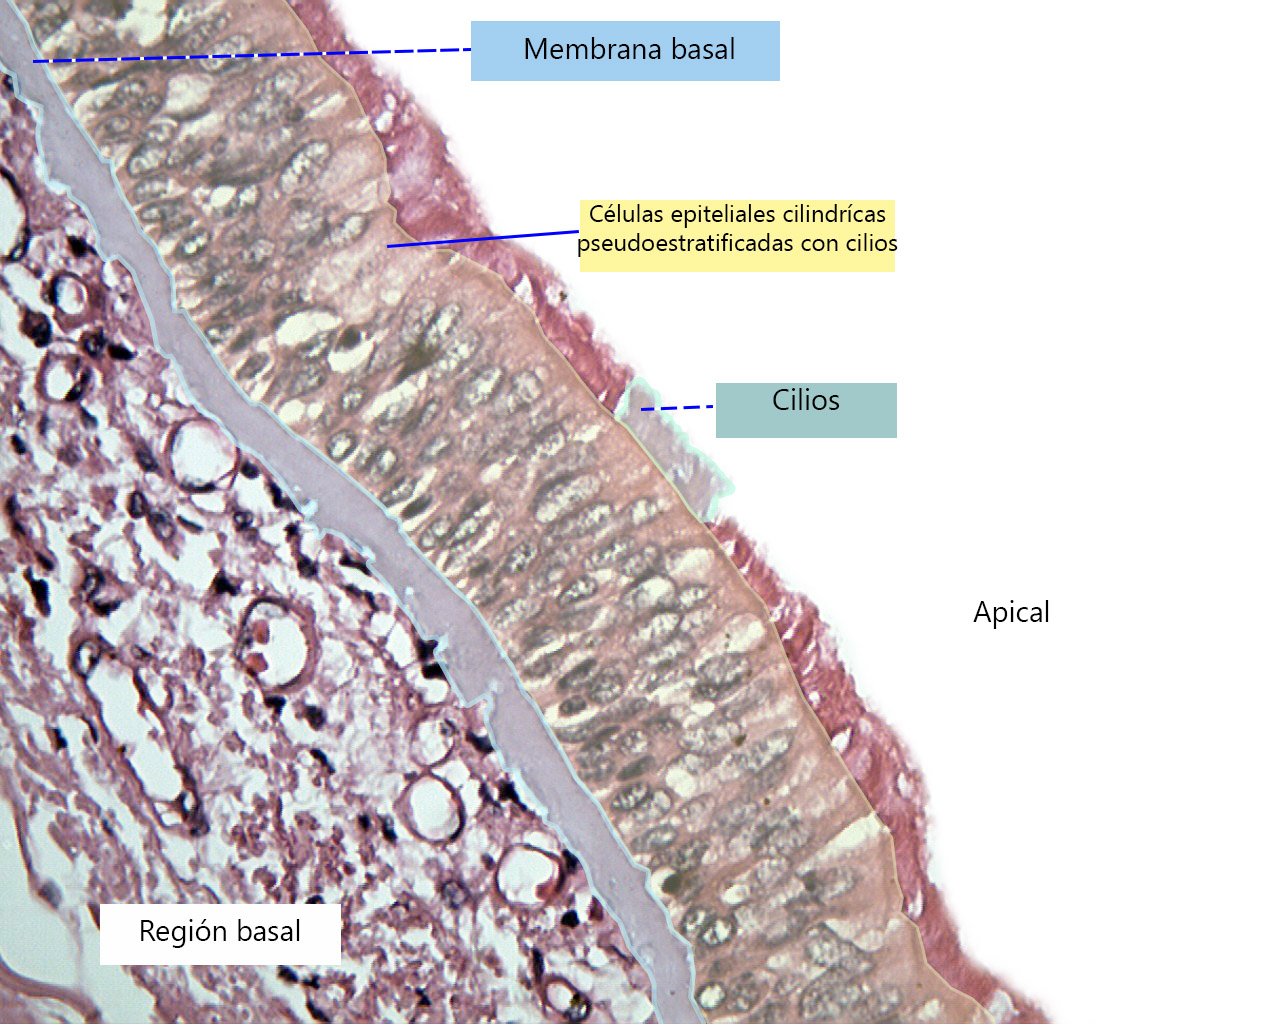 Membrana basal
Células epiteliales cilindrícas
pseudoestratificadas con cilios
Cilios
Apical
Región basal